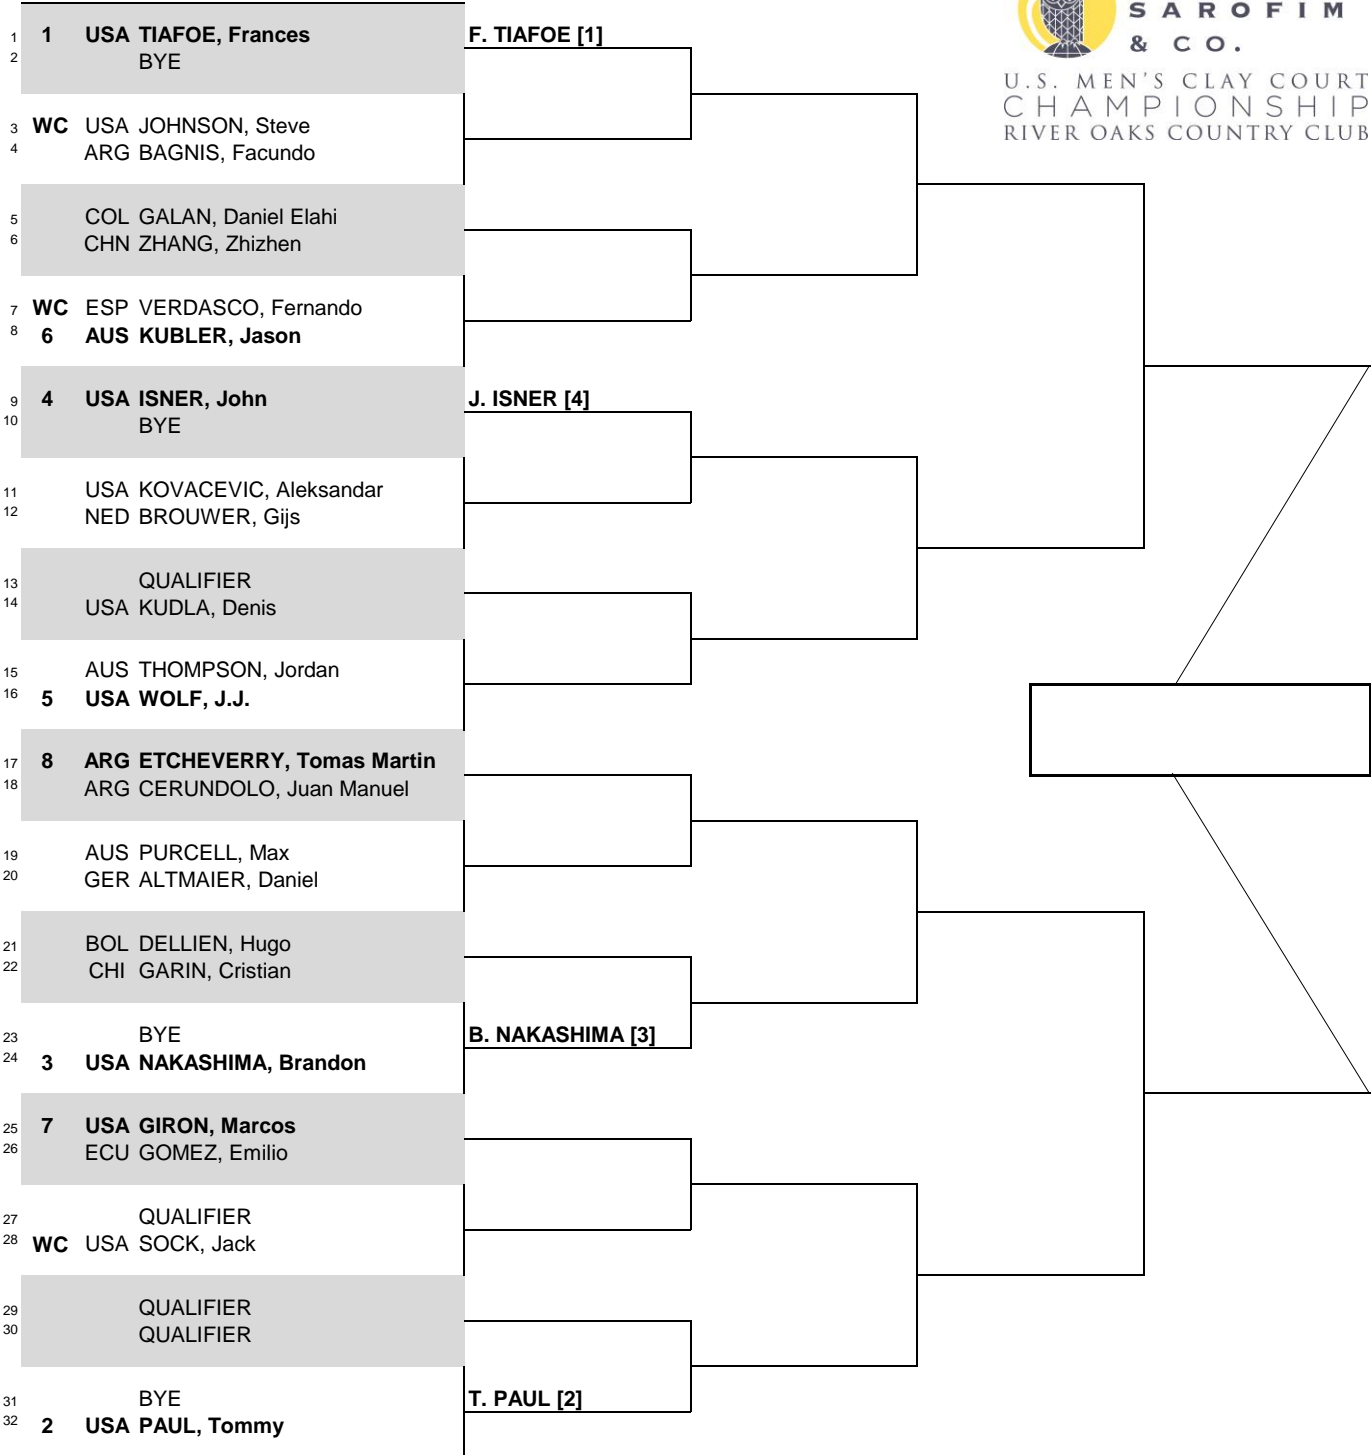 SAROFIM
& CO.
U.S. MEN'S CLAY COURT
CHAMPIONSHIP
RIVER OAKS COUNTRY CLUB
1 1 USA TIAFOE, Frances F. TIAFOE [1]
2 BYE
3 WC USA JOHNSON, Steve
4 ARG BAGNIS, Facundo
5 COL GALAN, Daniel Elahi
6 CHN ZHANG, Zhizhen
7 WC ESP VERDASCO, Fernando
8 6 AUS KUBLER, Jason
9 4 USA ISNER, John J. ISNER [4]
10 BYE
11 USA KOVACEVIC, Aleksandar
12 NED BROUWER, Gijs
13 QUALIFIER
14 USA KUDLA, Denis
15 AUS THOMPSON, Jordan
16 5 USA WOLF, J.J.
17 8 ARG ETCHEVERRY, Tomas Martin
18 ARG CERUNDOLO, Juan Manuel
19 AUS PURCELL, Max
20 GER ALTMAIER, Daniel
21 BOL DELLIEN, Hugo
22 CHI GARIN, Cristian
23 BYE B. NAKASHIMA [3]
24 3 USA NAKASHIMA, Brandon
25 7 USA GIRON, Marcos
26 ECU GOMEZ, Emilio
27 QUALIFIER
28 WC USA SOCK, Jack
29 QUALIFIER
30 QUALIFIER
31 BYE T. PAUL [2]
32 2 USA PAUL, Tommy